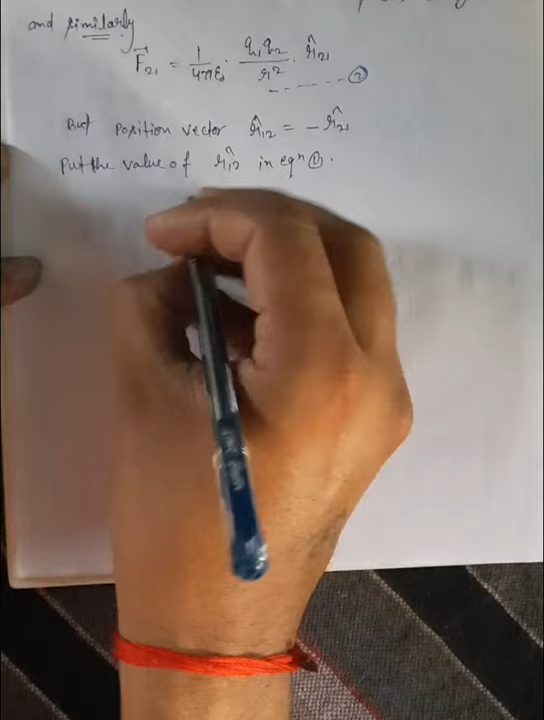 and similarly
F⃗₂₁ = 1/4πε₀ · q₁q₂/r² · r̂₂₁
②
But position vector r̂₁₂ = -r̂₂₁
Put the value of r̂₁₂ in eqⁿ ①.